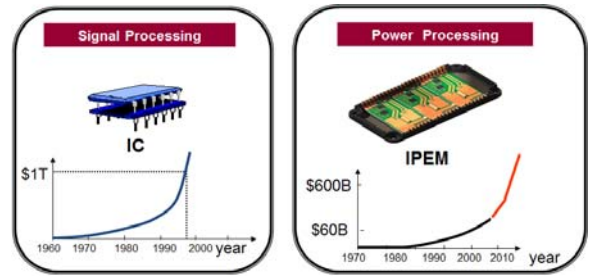 Signal Processing
IC
$1T
1960 1970 1980 1990 2000 year
Power Processing
IPEM
$600B
$60B
1970 1980 1990 2000 2010 year